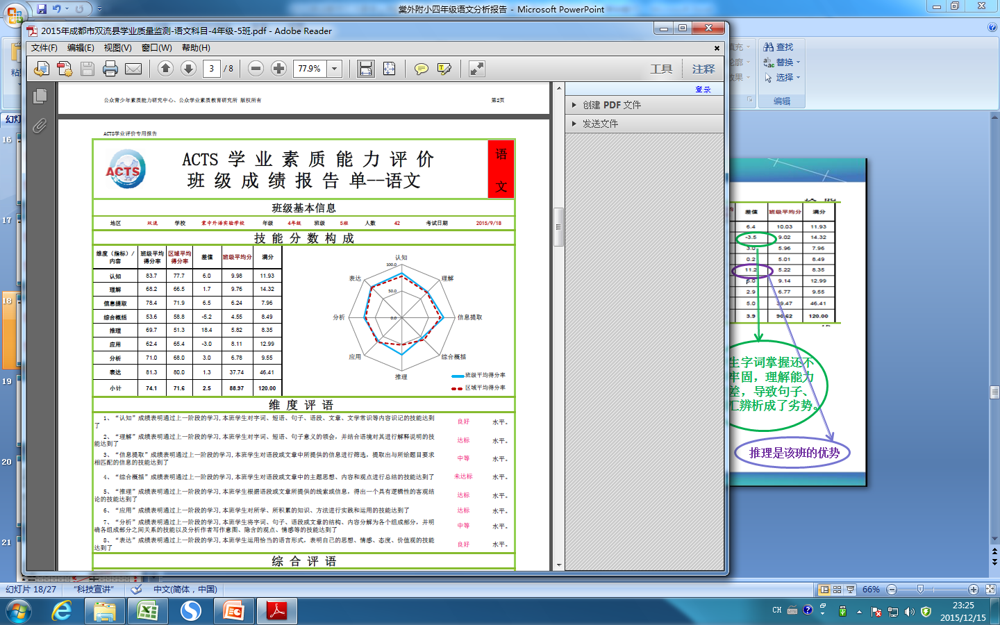 棠外附小四年级语文分析报告 - Microsoft PowerPoint
2015年成都市双流县学业质量监测-语文科目-4年级-5班.pdf - Adobe Reader
文件(F) 编辑(E) 视图(V) 窗口(W) 帮助(H)
3 / 8 77.9% 工具 注释
登录
创建 PDF 文件
发送文件
查找
替换
选择
编辑
幻灯
16
17
18
19
20
21
公众青少年素质能力研究中心、公众学业素质教育研究所 版权所有 第2页
ACTS学业评价专用报告
ACTS
ACTS 学 业 素 质 能 力 评 价
班 级 成 绩 报 告 单--语文
语
文
班级基本信息
地区 双流 学校 棠中外语实验学校 年级 4年级 班级 5班 人数 42 考试日期 2015/9/18
技 能 分 数 构 成
维度（指标）/内容 班级平均得分率 区域平均得分率 差值 班级平均分 满分
认知 83.7 77.7 6.0 9.98 11.93
理解 68.2 66.5 1.7 9.76 14.32
信息提取 78.4 71.9 6.5 6.24 7.96
综合概括 53.6 58.8 -5.2 4.55 8.49
推理 69.7 51.3 18.4 5.82 8.35
应用 62.4 65.4 -3.0 8.11 12.99
分析 71.0 68.0 3.0 6.78 9.55
表达 81.3 80.0 1.3 37.74 46.41
小计 74.1 71.6 2.5 88.97 120.00
认知
100.0
表达 理解
50.0
分析 0.0 信息提取
应用 综合概括
推理
班级平均得分率
区域平均得分率
维 度 评 语
1、“认知”成绩表明通过上一阶段的学习,本班学生对字词、短语、句子、语段、文章、文学常识等内容识记的技能达到
了 良好 水平。
2、“理解”成绩表明通过上一阶段的学习,本班学生对字词、短语、句子意义的领会，并结合语境对其进行解释说明的技
能达到了 达标 水平。
3、“信息提取”成绩表明通过上一阶段的学习,本班学生对语段或文章中所提供的信息进行筛选，提取出与所给题目要求
相匹配的信息的技能达到了 中等 水平。
4、“综合概括”成绩表明通过上一阶段的学习,本班学生对语段或文章中的主题思想、内容和观点进行总结的技能达到了 未达标 水平。
5、“推理”成绩表明通过上一阶段的学习,本班学生根据语段或文章所提供的线索或信息，得出一个具有逻辑性的客观结
论的技能达到了 达标 水平。
6、“应用”成绩表明通过上一阶段的学习,本班学生对所学、所积累的知识、方法进行实践和运用的技能达到了 达标 水平。
7、“分析”成绩表明通过上一阶段的学习,本班学生将字词、句子、语段或文章的结构、内容分解为各个组成部分，并明
确各组成部分之间关系的技能以及分析作者写作意图、隐含的观点、情感等的技能达到了 中等 水平。
8、“表达”成绩表明通过上一阶段的学习,本班学生运用恰当的语言形式，表明自己的思想、情感、态度、价值观的技能
达到了 良好 水平。
综 合 评 语
差值 班级平均分 满分
6.4 10.03 11.93
-3.5 9.02 14.32
3.0 5.96 7.96
0.2 5.01 8.49
11.2 5.22 8.35
5.0 9.14 12.99
2.9 6.77 9.55
5.0 39.47 46.41
3.9 90.62 120.00
生字词掌握还不
牢固，理解能力
差，导致句子、
汇辨析成了劣势。
推理是该班的优势
幻灯片 18/27 “科技宣讲” 中文(简体，中国) 66%
CH 23:25
2015/12/15